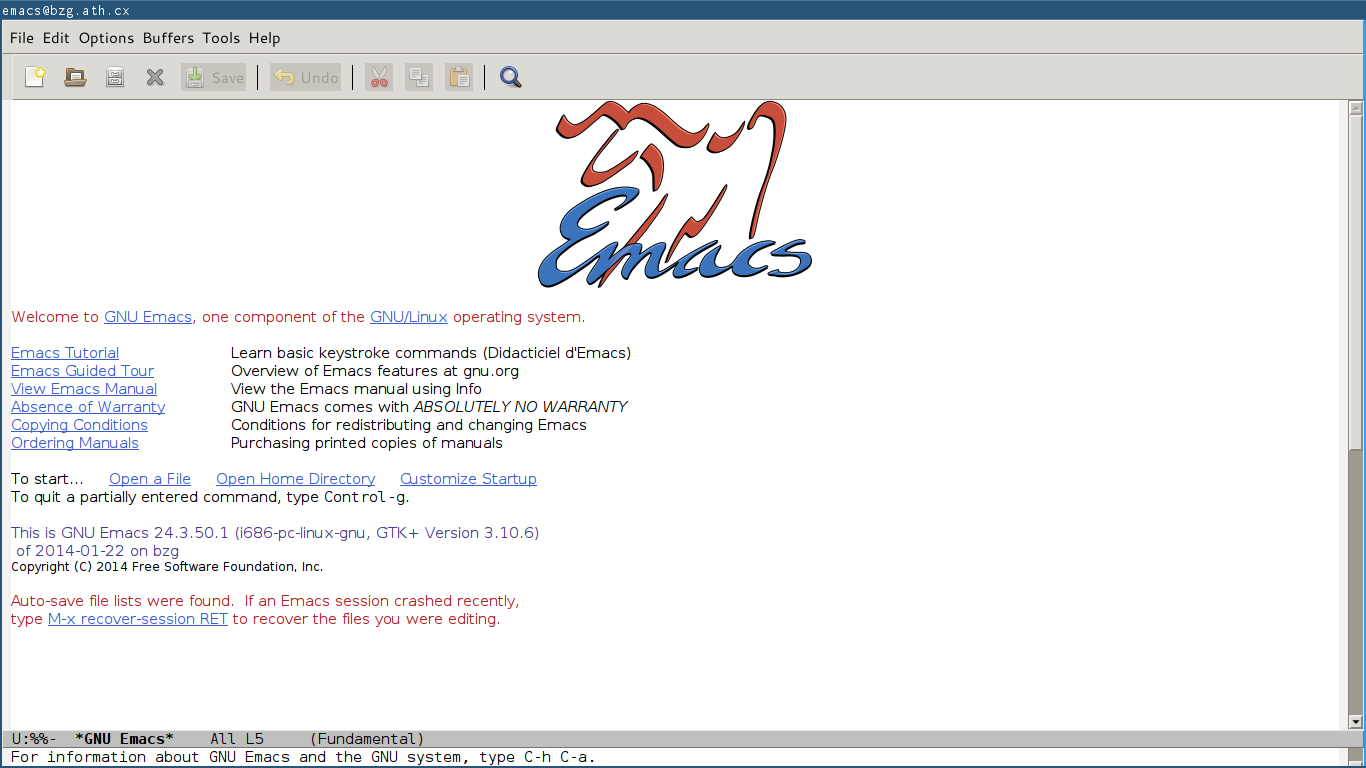 emacs@bzg.ath.cx
File Edit Options Buffers Tools Help
Save Undo
Emacs
Welcome to GNU Emacs, one component of the GNU/Linux operating system.
Emacs Tutorial Learn basic keystroke commands (Didacticiel d'Emacs)
Emacs Guided Tour Overview of Emacs features at gnu.org
View Emacs Manual View the Emacs manual using Info
Absence of Warranty GNU Emacs comes with ABSOLUTELY NO WARRANTY
Copying Conditions Conditions for redistributing and changing Emacs
Ordering Manuals Purchasing printed copies of manuals
To start... Open a File Open Home Directory Customize Startup
To quit a partially entered command, type Control-g.
This is GNU Emacs 24.3.50.1 (i686-pc-linux-gnu, GTK+ Version 3.10.6)
of 2014-01-22 on bzg
Copyright (C) 2014 Free Software Foundation, Inc.
Auto-save file lists were found. If an Emacs session crashed recently,
type M-x recover-session RET to recover the files you were editing.
U:%%- *GNU Emacs* All L5 (Fundamental)
For information about GNU Emacs and the GNU system, type C-h C-a.